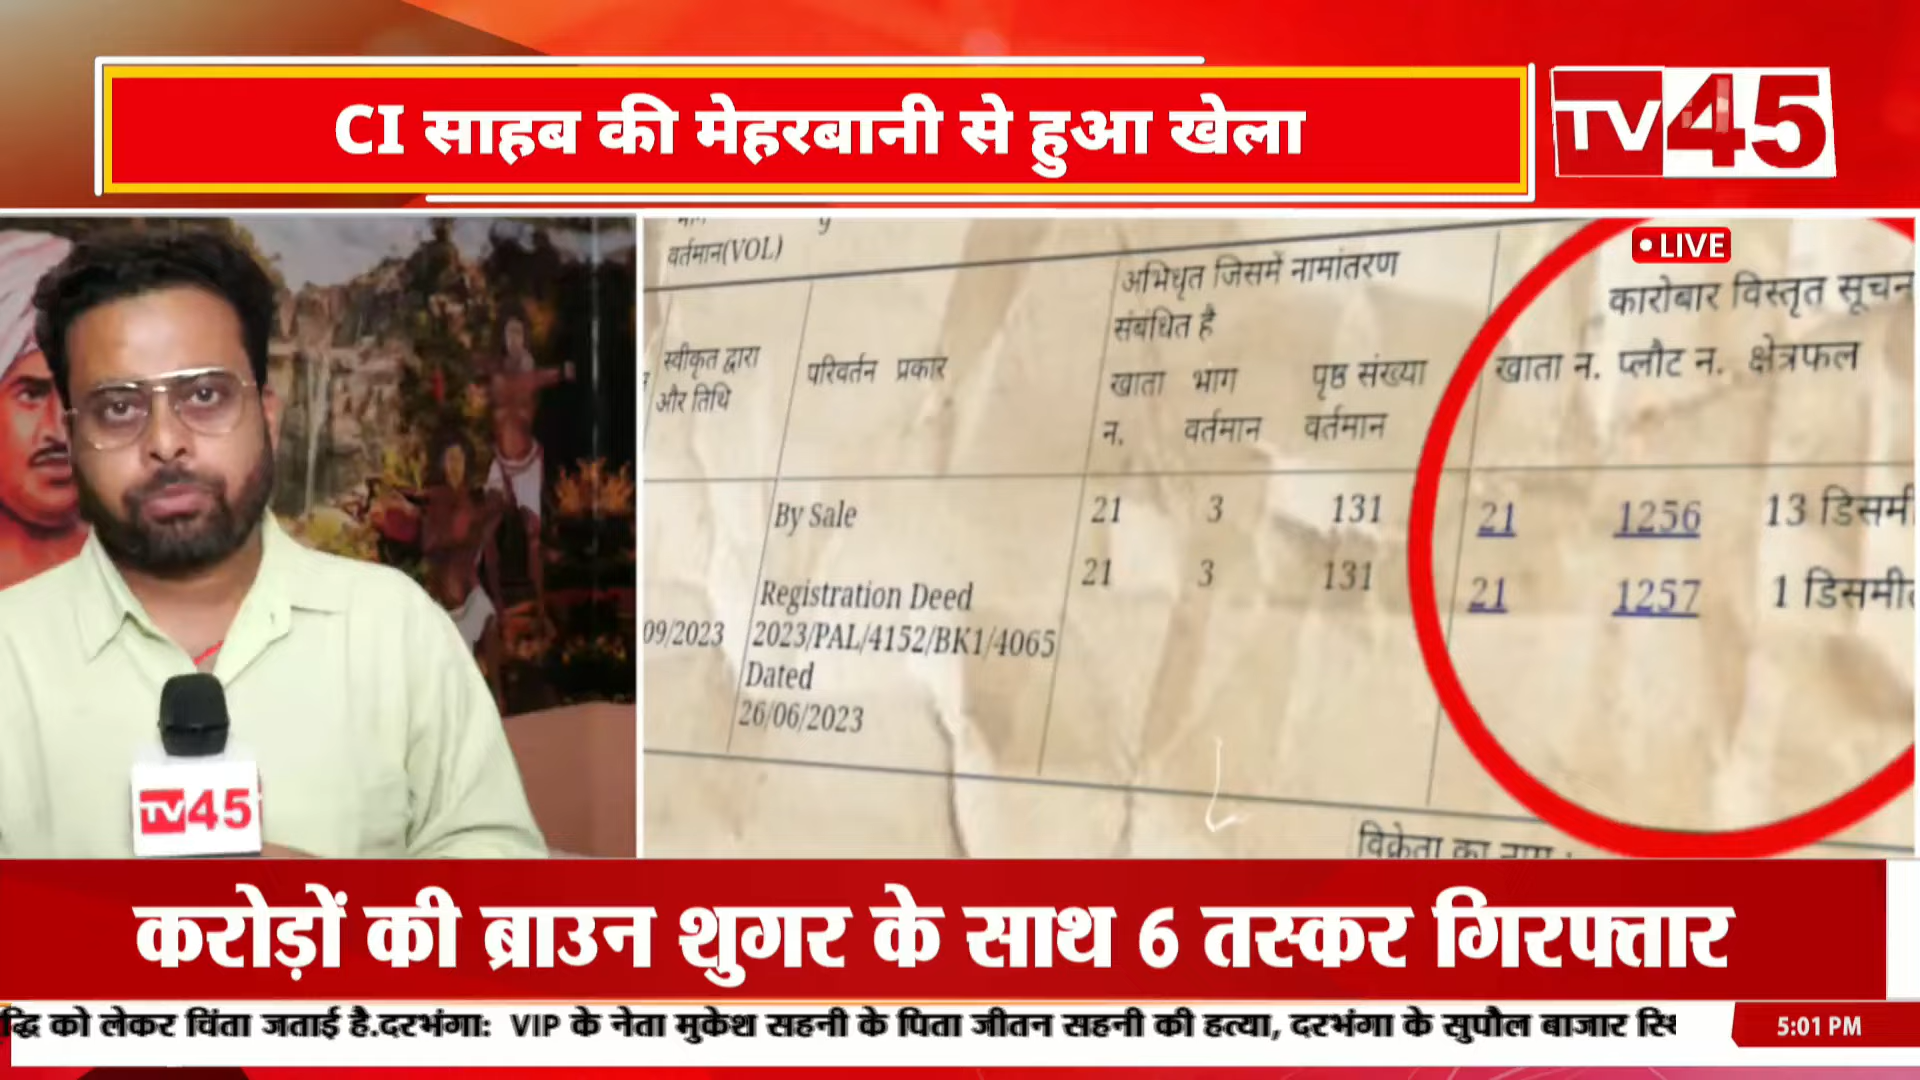 CI साहब की मेहरबानी से हुआ खेला
TV45
LIVE
वर्तमान(VOL)
अभिधृत जिसमें नामांतरण
संबंधित है
कारोबार विस्तृत सूचन
स्वीकृत द्वारा
और तिथि
परिवर्तन प्रकार
खाता भाग पृष्ठ संख्या
न. वर्तमान वर्तमान
खाता न. प्लौट न. क्षेत्रफल
By Sale 21 3 131 21 1256 13 डिसमी
21 3 131 21 1257 1 डिसमी
Registration Deed
09/2023 2023/PAL/4152/BK1/4065
Dated
26/06/2023
विक्रेता का नाम :
TV45
करोड़ों की ब्राउन शुगर के साथ 6 तस्कर गिरफ्तार
द्धि को लेकर चिंता जताई है.दरभंगा: VIP के नेता मुकेश सहनी के पिता जीतन सहनी की हत्या, दरभंगा के सुपौल बाजार
5:01 PM